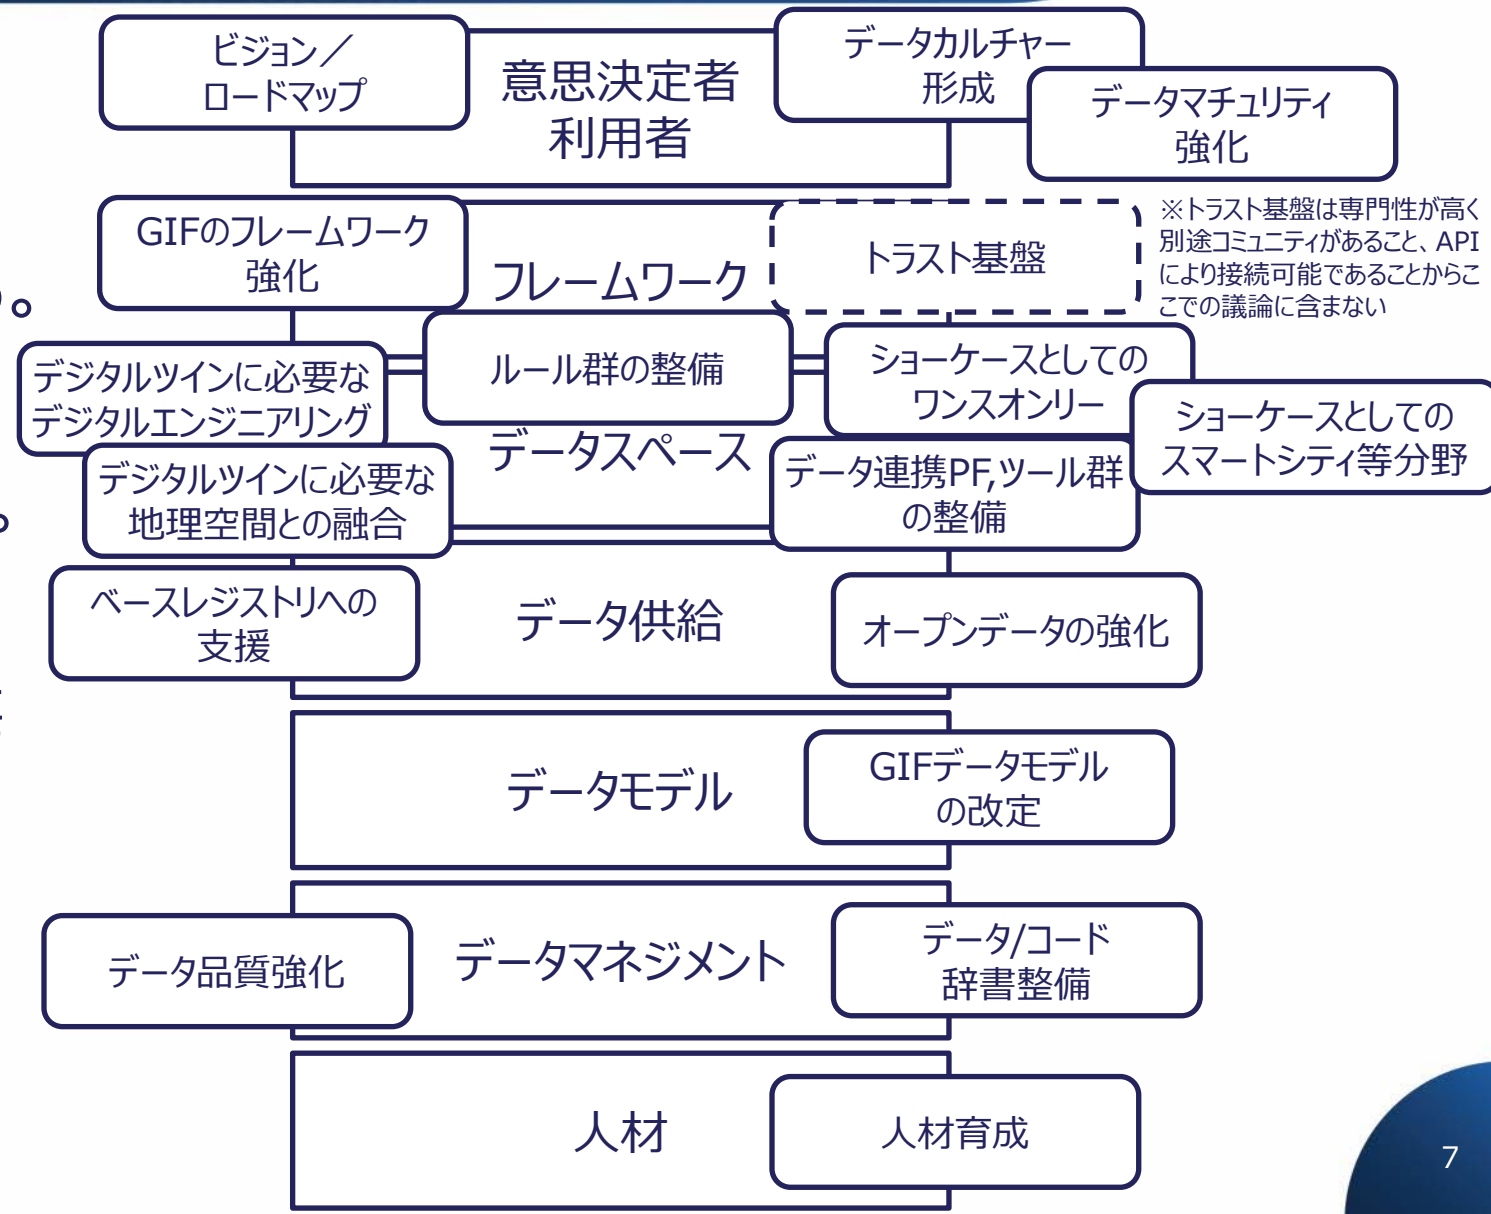 ビジョン／
ロードマップ
意思決定者
利用者
データカルチャー
形成
データマチュリティ
強化
GIFのフレームワーク
強化
フレームワーク
トラスト基盤
※トラスト基盤は専門性が高く
別途コミュニティがあること、API
により接続可能であることからこ
こでの議論に含まない
。
ルール群の整備
デジタルツインに必要な
デジタルエンジニアリング
ショーケースとしての
ワンスオンリー
ショーケースとしての
スマートシティ等分野
データスペース
デジタルツインに必要な
地理空間との融合
データ連携PF,ツール群
の整備
。
ベースレジストリへの
支援
データ供給
オープンデータの強化
データモデル
GIFデータモデル
の改定
データ品質強化
データマネジメント
データ/コード
辞書整備
人材
人材育成
7